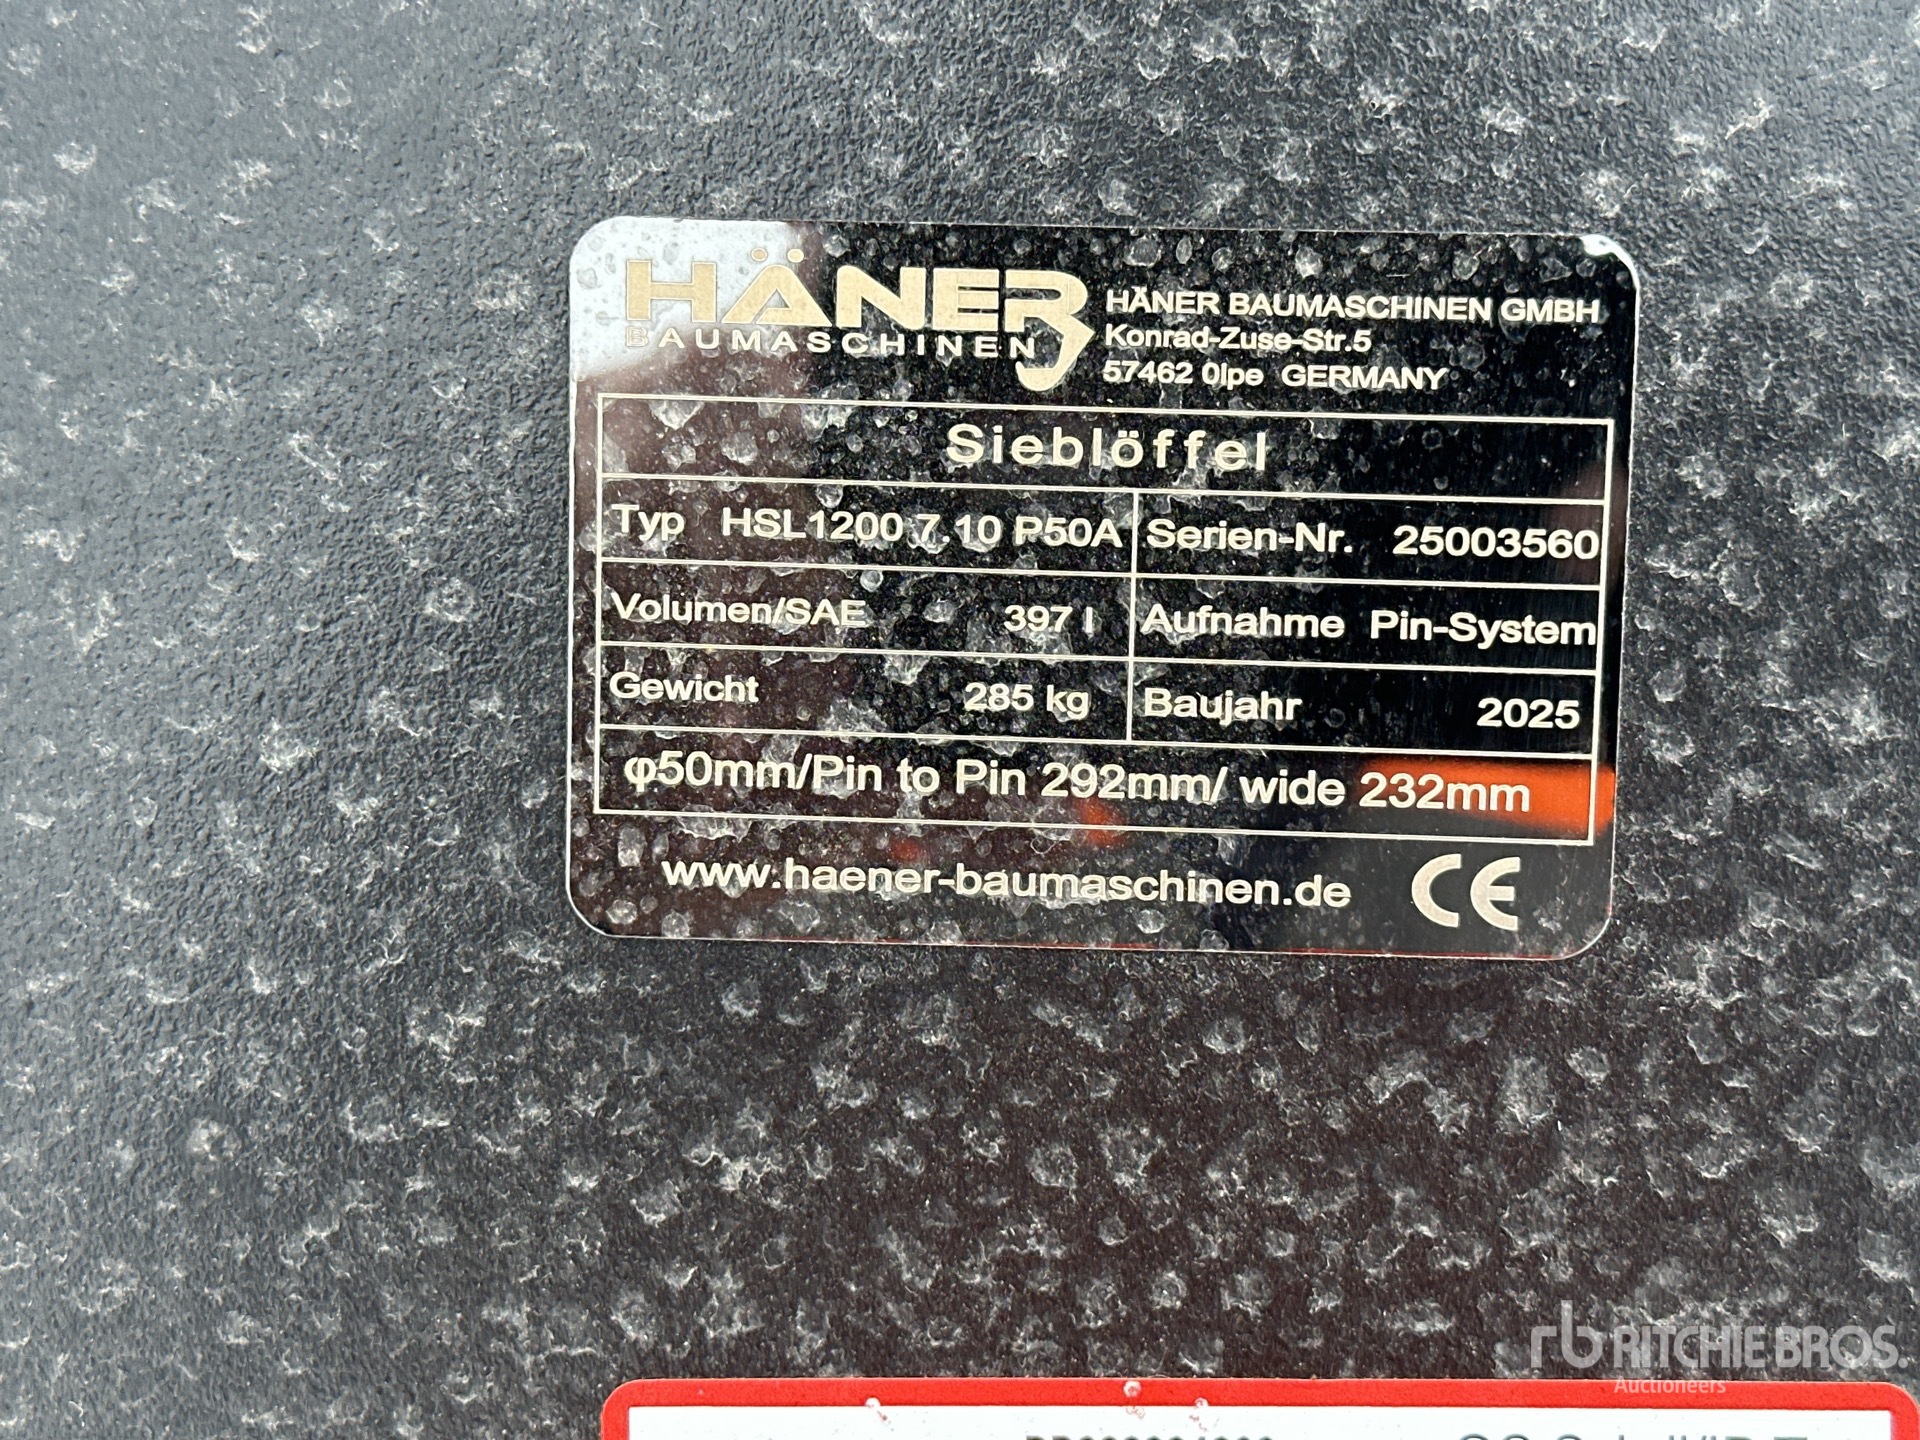 HÄNER
BAUMASCHINEN
HÄNER BAUMASCHINEN GMBH
Konrad-Zuse-Str.5
57462 Olpe GERMANY
Sieblöffel
Typ HSL1200 7.10 P50A Serien-Nr. 25003560
Volumen/SAE 397 l Aufnahme Pin-System
Gewicht 285 kg Baujahr 2025
φ50mm/Pin to Pin 292mm/ wide 232mm
www.haener-baumaschinen.de CE
rb RITCHIE BROS.
Auctioneers